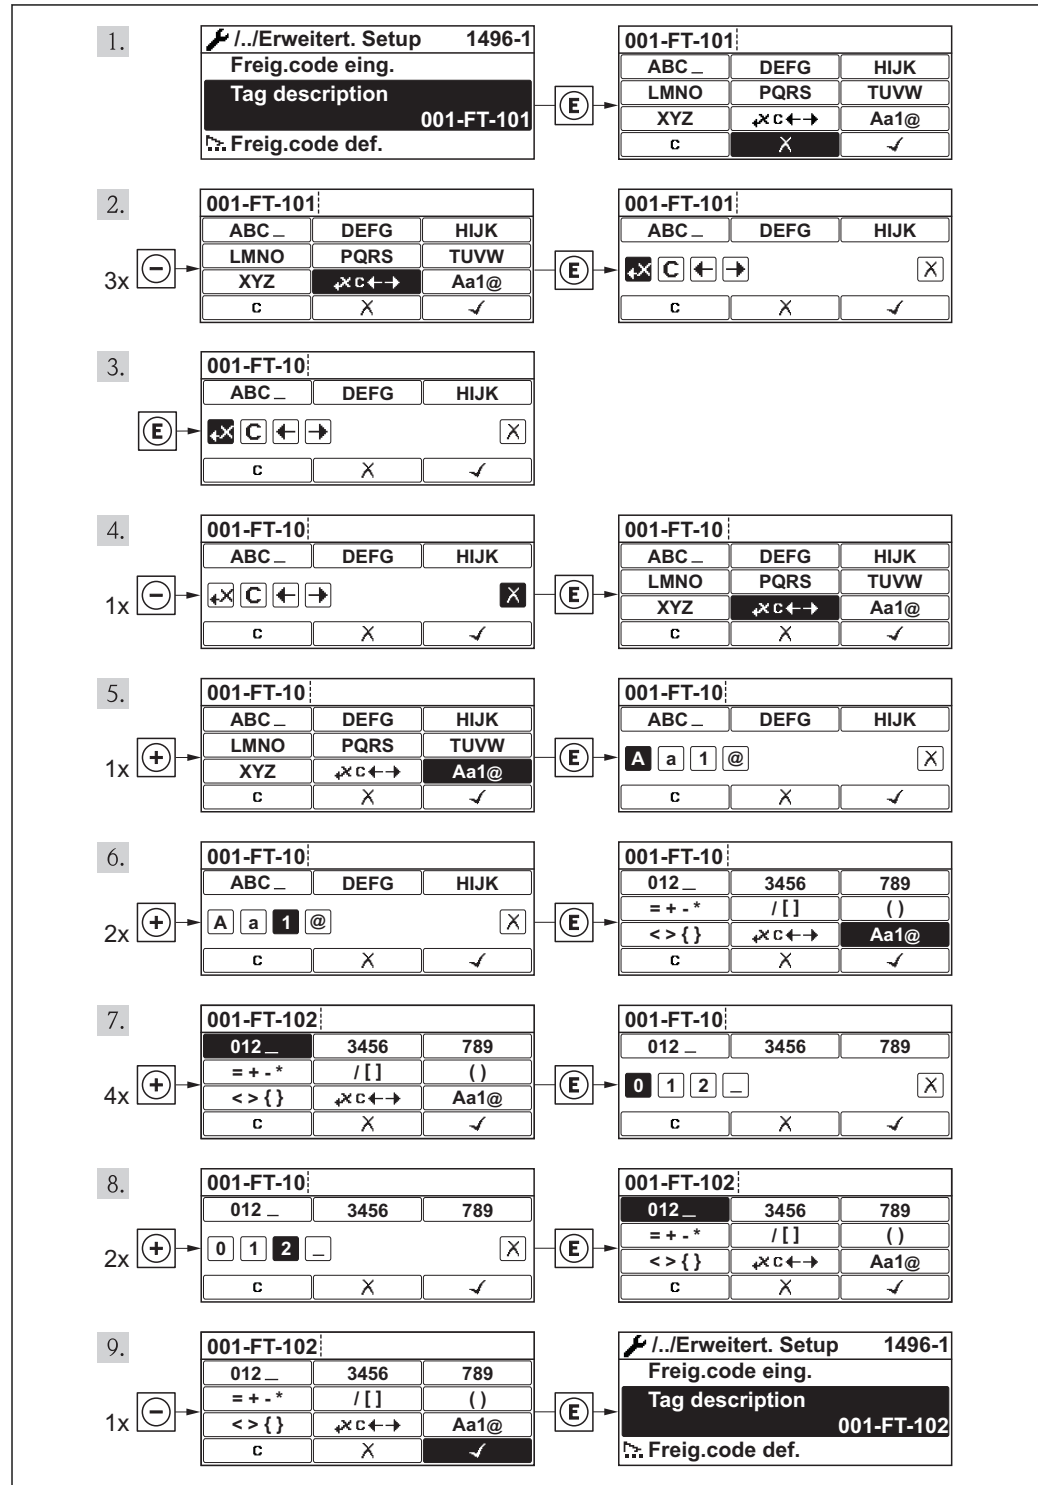 1.
/../Erweitert. Setup 1496-1
Freig.code eing.
Tag description
001-FT-101
Freig.code def.
E
001-FT-101
ABC_ DEFG HIJK
LMNO PQRS TUVW
XYZ C←→ Aa1@
C X ✓
2.
3x −
001-FT-101
ABC_ DEFG HIJK
LMNO PQRS TUVW
XYZ C←→ Aa1@
C X ✓
E
001-FT-101
ABC_ DEFG HIJK
C ← → X
C X ✓
3.
E
001-FT-10
ABC_ DEFG HIJK
C ← → X
C X ✓
4.
1x −
001-FT-10
ABC_ DEFG HIJK
C ← → X
C X ✓
E
001-FT-10
ABC_ DEFG HIJK
LMNO PQRS TUVW
XYZ C←→ Aa1@
C X ✓
5.
1x +
001-FT-10
ABC_ DEFG HIJK
LMNO PQRS TUVW
XYZ C←→ Aa1@
C X ✓
E
001-FT-10
ABC_ DEFG HIJK
A a 1 @ X
C X ✓
6.
2x +
001-FT-10
ABC_ DEFG HIJK
A a 1 @ X
C X ✓
E
001-FT-10
012_ 3456 789
= + - * / [ ] ( )
< > { } C←→ Aa1@
C X ✓
7.
4x +
001-FT-102
012_ 3456 789
= + - * / [ ] ( )
< > { } C←→ Aa1@
C X ✓
E
001-FT-10
012_ 3456 789
0 1 2 _ X
C X ✓
8.
2x +
001-FT-10
012_ 3456 789
0 1 2 _ X
C X ✓
E
001-FT-102
012_ 3456 789
= + - * / [ ] ( )
< > { } C←→ Aa1@
C X ✓
9.
1x −
001-FT-102
012_ 3456 789
= + - * / [ ] ( )
< > { } C←→ Aa1@
C X ✓
E
/../Erweitert. Setup 1496-1
Freig.code eing.
Tag description
001-FT-102
Freig.code def.